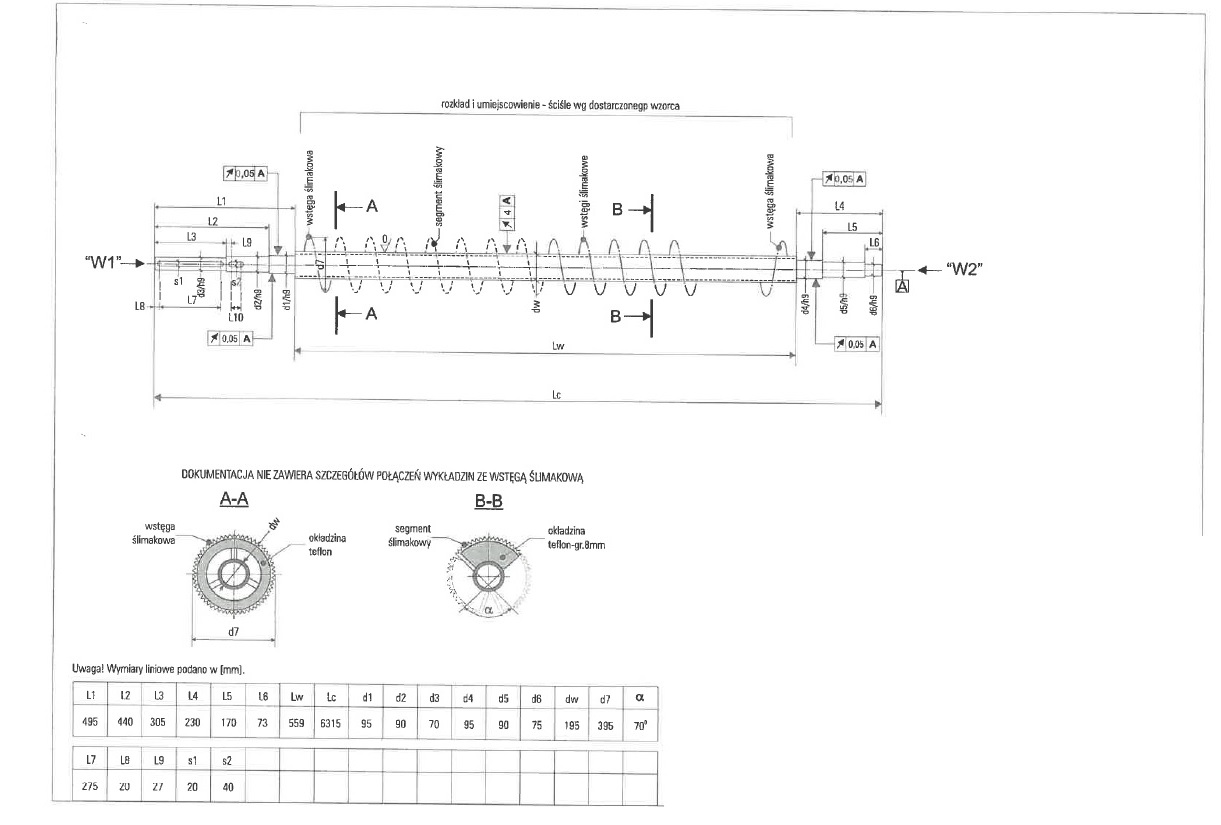 rozkład i umiejscowienie - ściśle wg dostarczonegp wzorca
wstęga ślimakowa
segment ślimakowy
wstęgi ślimakowe
wstęga ślimakowa
0,05 A
0,05 A
4 A
L1
L2
L3
L9
A
B
L4
L5
L6
"W1"
"W2"
0
s1
d3/h9
s2
d2/h9
d1/h9
d7
dw
d4/h9
d5/h9
d6/h9
A
L8
L7
L10
A
B
0,05 A
0,05 A
Lw
Lc
DOKUMENTACJA NIE ZAWIERA SZCZEGÓŁÓW POŁĄCZEŃ WYKŁADZIN ZE WSTĘGĄ ŚLIMAKOWĄ
A-A
B-B
wstęga
ślimakowa
dw
okładzina
teflon
d7
segment
ślimakowy
okładzina
teflon-gr.8mm
α
Uwaga! Wymiary liniowe podano w [mm].
L1 L2 L3 L4 L5 L6 Lw Lc d1 d2 d3 d4 d5 d6 dw d7 α
495 440 305 230 170 73 559 6315 95 90 70 95 90 75 195 395 70°
L7 L8 L9 s1 s2
275 20 27 20 40